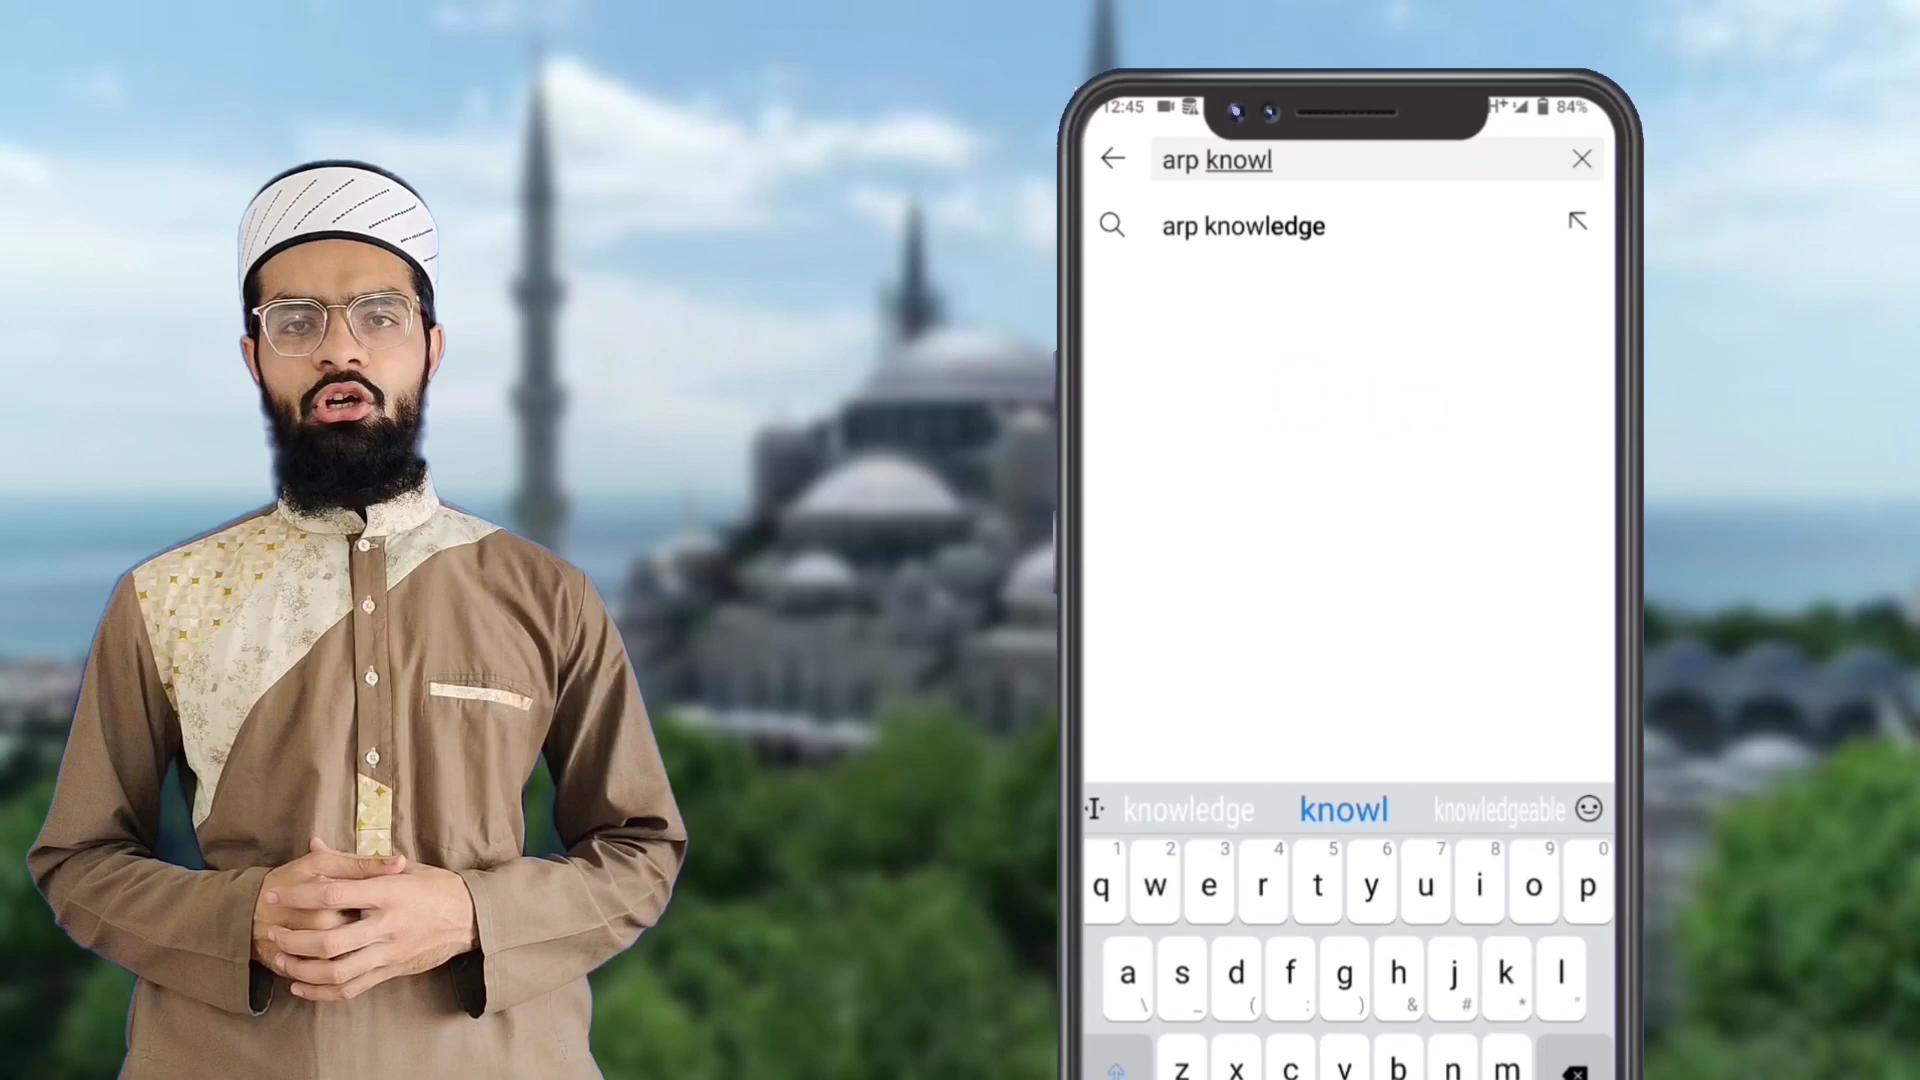 12:45 H+ 84%
arp knowl
arp knowledge
knowledge knowl knowledgeable
1 2 3 4 5 6 7 8 9 0
q w e r t y u i o p
a s d f g h j k l
\ _ ( : ) & # * "
z x c v b n m